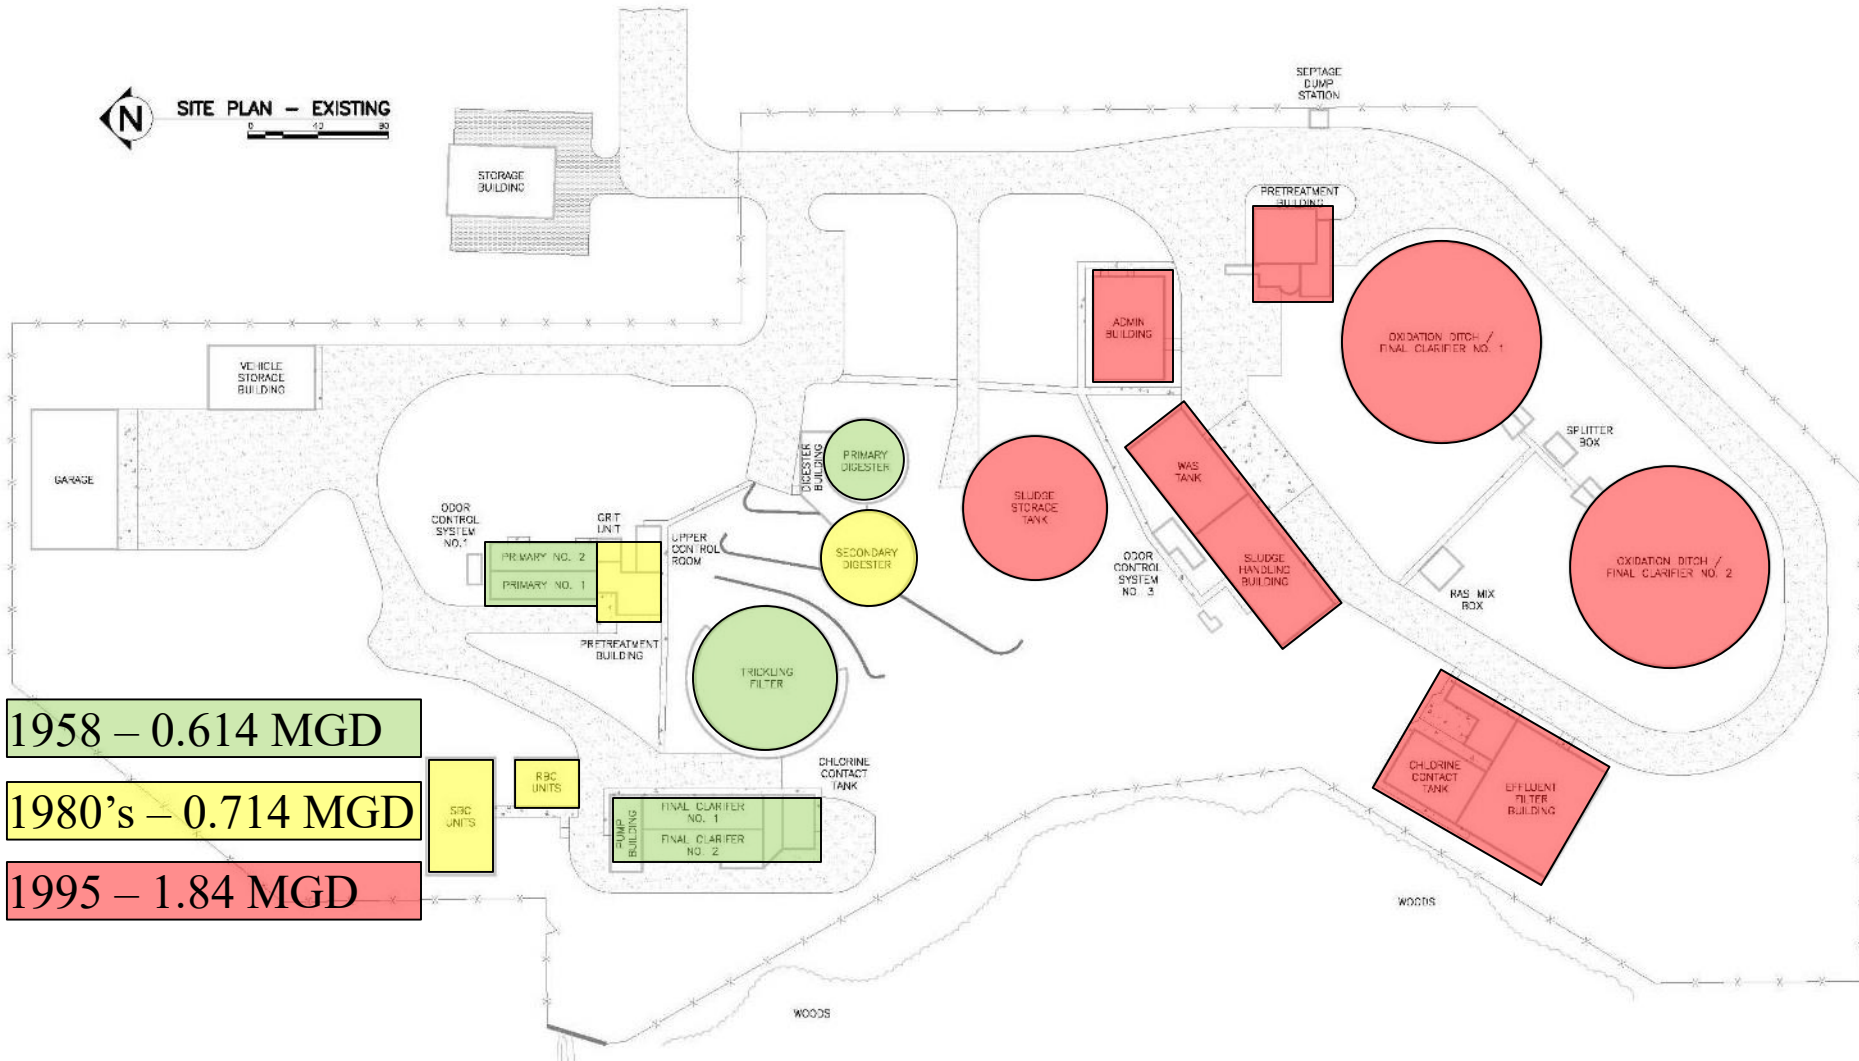 N
SITE PLAN – EXISTING
0 40 80
SEPTAGE
DUMP
STATION
STORAGE
BUILDING
PRETREATMENT
BUILDING
ADMIN
BUILDING
OXIDATION DITCH /
FINAL CLARIFIER NO. 1
VEHICLE
STORAGE
BUILDING
SPLITTER
BOX
GARAGE
DIGESTER
BUILDING
PRIMARY
DIGESTER
WAS
TANK
SLUDGE
STORAGE
TANK
ODOR
CONTROL
SYSTEM
NO.1
GRIT
UNIT
UPPER
CONTROL
ROOM
PRIMARY NO. 2
PRIMARY NO. 1
SECONDARY
DIGESTER
ODOR
CONTROL
SYSTEM
NO. 3
SLUDGE
HANDLING
BUILDING
OXIDATION DITCH /
FINAL CLARIFIER NO. 2
RAS MIX
BOX
PRETREATMENT
BUILDING
TRICKLING
FILTER
1958 – 0.614 MGD
1980's – 0.714 MGD
1995 – 1.84 MGD
RBC
UNITS
SBC
UNITS
CHLORINE
CONTACT
TANK
PUMP
BUILDING
FINAL CLARIFER
NO. 1
FINAL CLARIFER
NO. 2
CHLORINE
CONTACT
TANK
EFFLUENT
FILTER
BUILDING
WOODS
WOODS